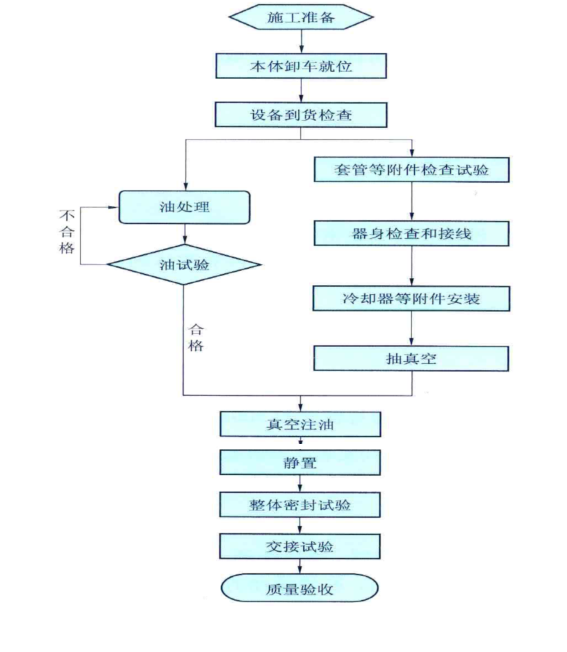 施工准备
本体卸车就位
设备到货检查
套管等附件检查试验
油处理
不合格
器身检查和接线
油试验
冷却器等附件安装
合格
抽真空
真空注油
静置
整体密封试验
交接试验
质量验收